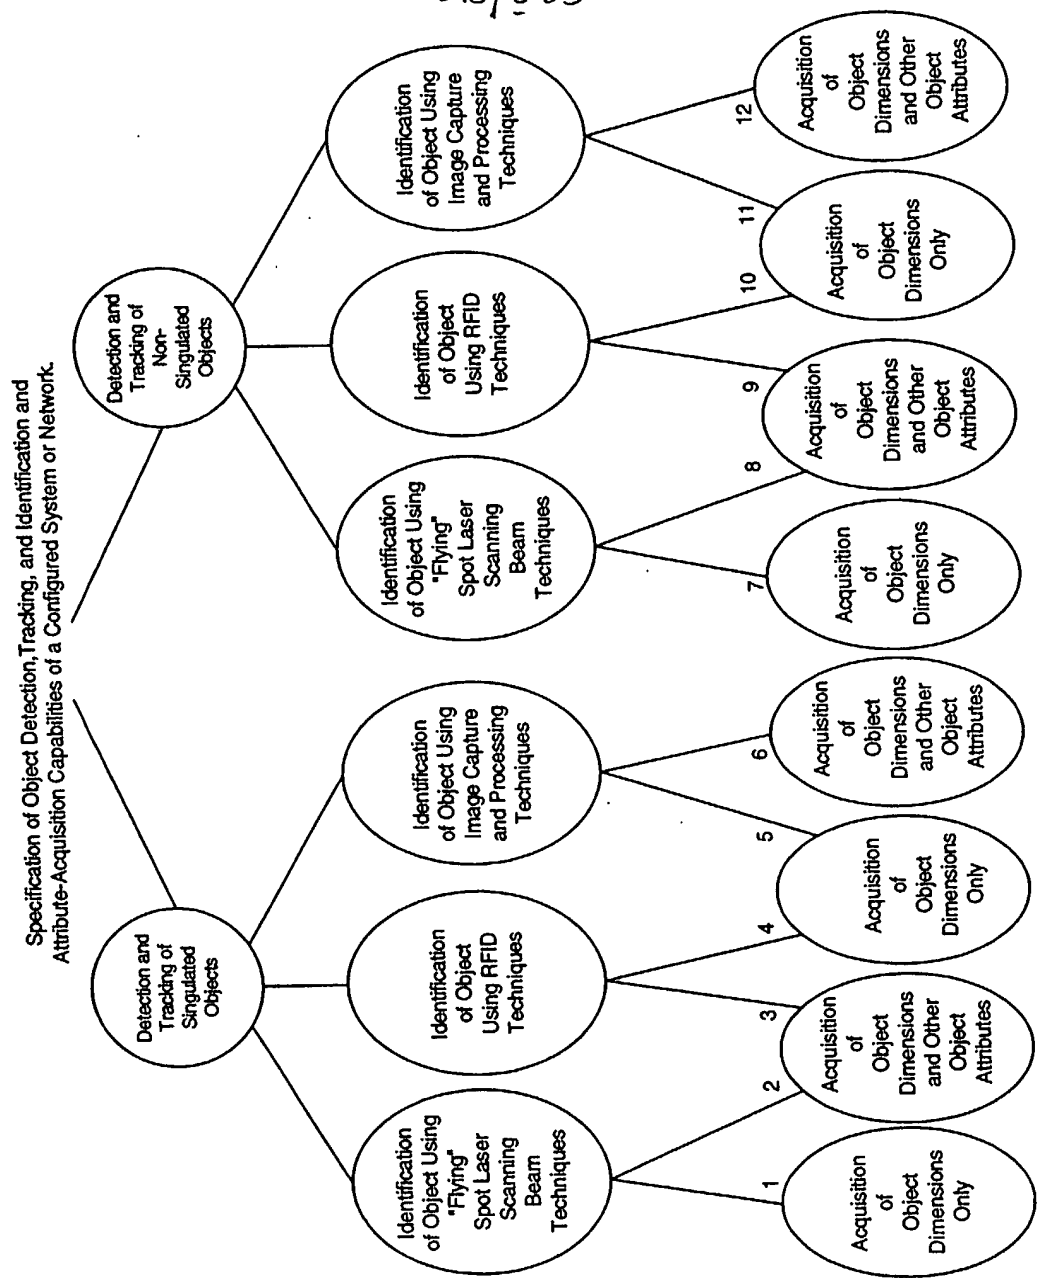 Specification of Object Detection,Tracking, and Identification and
Attribute-Acquisition Capabilities of a Configured System or Network.
Detection and
Tracking of
Singulated
Objects
Detection and
Tracking of
Non-
Singulated
Objects
Identification
of Object Using
"Flying"
Spot Laser
Scanning
Beam
Techniques
Identification
of Object
Using RFID
Techniques
Identification
of Object Using
Image Capture
and Processing
Techniques
Identification
of Object Using
"Flying"
Spot Laser
Scanning
Beam
Techniques
Identification
of Object
Using RFID
Techniques
Identification
of Object Using
Image Capture
and Processing
Techniques
1
2
3
4
5
6
7
8
9
10
11
12
Acquisition
of
Object
Dimensions
Only
Acquisition
of
Object
Dimensions
and Other
Object
Attributes
Acquisition
of
Object
Dimensions
Only
Acquisition
of
Object
Dimensions
and Other
Object
Attributes
Acquisition
of
Object
Dimensions
Only
Acquisition
of
Object
Dimensions
and Other
Object
Attributes
Acquisition
of
Object
Dimensions
Only
Acquisition
of
Object
Dimensions
and Other
Object
Attributes